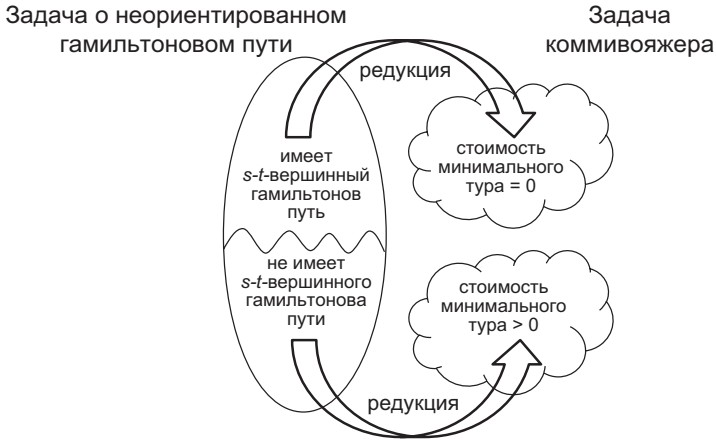 Задача о неориентированном
гамильтоновом пути
Задача
коммивояжера
редукция
имеет
s-t-вершинный
гамильтонов
путь
стоимость
минимального
тура = 0
не имеет
s-t-вершинного
гамильтонова
пути
стоимость
минимального
тура > 0
редукция